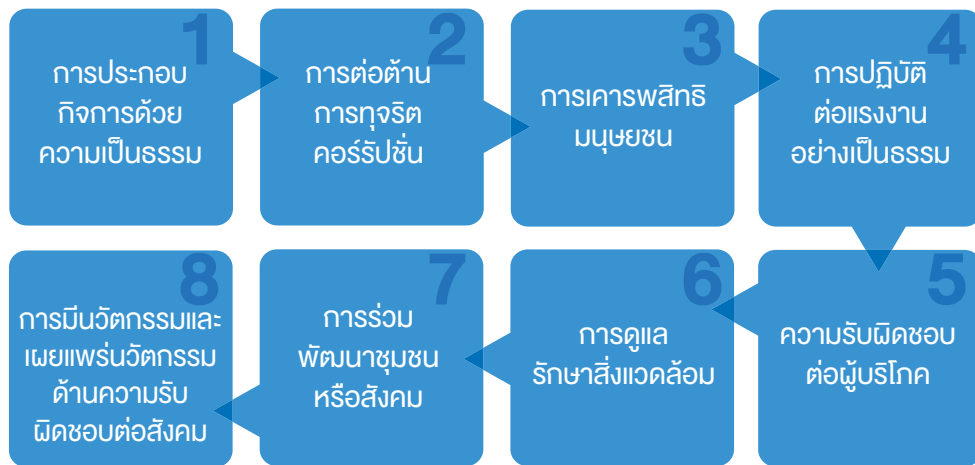 1
การประกอบ
กิจการด้วย
ความเป็นธรรม
2
การต่อต้าน
การทุจริต
คอร์รัปชั่น
3
การเคารพสิทธิ
มนุษยชน
4
การปฏิบัติ
ต่อแรงงาน
อย่างเป็นธรรม
5
ความรับผิดชอบ
ต่อผู้บริโภค
6
การดูแล
รักษาสิ่งแวดล้อม
7
การร่วม
พัฒนาชุมชน
หรือสังคม
8
การมีนวัตกรรมและ
เผยแพร่นวัตกรรม
ด้านความรับ
ผิดชอบต่อสังคม